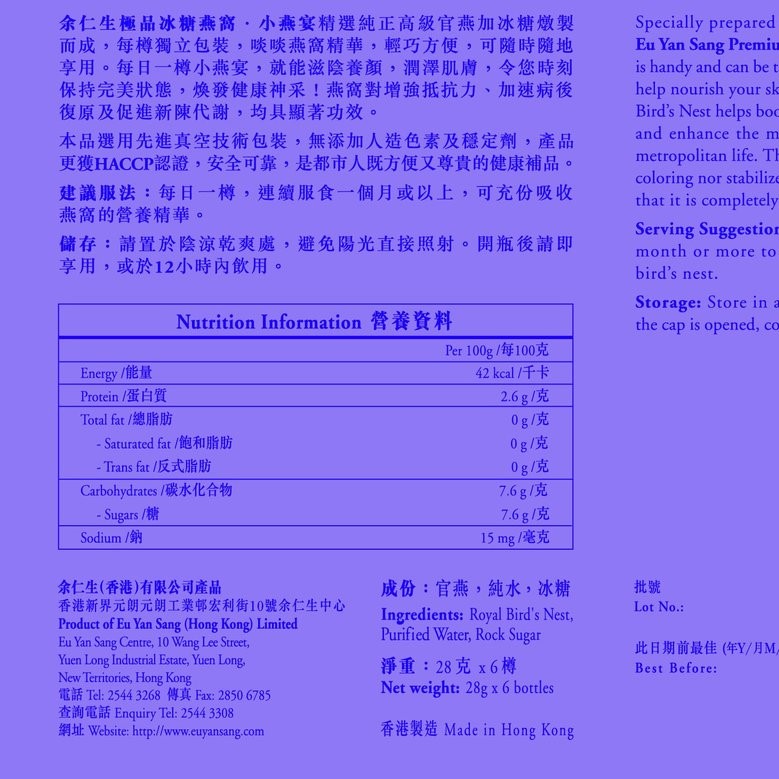 余仁生極品冰糖燕窩．小燕宴精選純正高級官燕加冰糖燉製
而成，每樽獨立包裝，啖啖燕窩精華，輕巧方便，可隨時隨地
享用。每日一樽小燕宴，就能滋陰養顏，潤澤肌膚，令您時刻
保持完美狀態，煥發健康神采！燕窩對增強抵抗力、加速病後
復原及促進新陳代謝，均具顯著功效。
本品選用先進真空技術包裝，無添加人造色素及穩定劑，產品
更獲HACCP認證，安全可靠，是都市人既方便又尊貴的健康補品。
建議服法：每日一樽，連續服食一個月或以上，可充份吸收
燕窩的營養精華。
儲存：請置於陰涼乾爽處，避免陽光直接照射。開瓶後請即
享用，或於12小時內飲用。
Nutrition Information 營養資料
Per 100g /每100克
Energy /能量 42 kcal /千卡
Protein /蛋白質 2.6 g /克
Total fat /總脂肪 0 g /克
- Saturated fat /飽和脂肪 0 g /克
- Trans fat /反式脂肪 0 g /克
Carbohydrates /碳水化合物 7.6 g /克
- Sugars /糖 7.6 g /克
Sodium /鈉 15 mg /毫克
余仁生(香港)有限公司產品
香港新界元朗元朗工業邨宏利街10號余仁生中心
Product of Eu Yan Sang (Hong Kong) Limited
Eu Yan Sang Centre, 10 Wang Lee Street,
Yuen Long Industrial Estate, Yuen Long,
New Territories, Hong Kong
電話 Tel: 2544 3268 傳真 Fax: 2850 6785
查詢電話 Enquiry Tel: 2544 3308
網址 Website: http://www.euyansang.com
成份：官燕，純水，冰糖
Ingredients: Royal Bird's Nest,
Purified Water, Rock Sugar
淨重：28克 x 6樽
Net weight: 28g x 6 bottles
香港製造 Made in Hong Kong
Specially prepared
Eu Yan Sang Premiu
is handy and can be t
help nourish your sk
Bird's Nest helps boo
and enhance the m
metropolitan life. Th
coloring nor stabilize
that it is completely
Serving Suggestion
month or more to
bird's nest.
Storage: Store in a
the cap is opened, co
批號
Lot No.:
此日期前最佳 (年Y/月M/
Best Before: